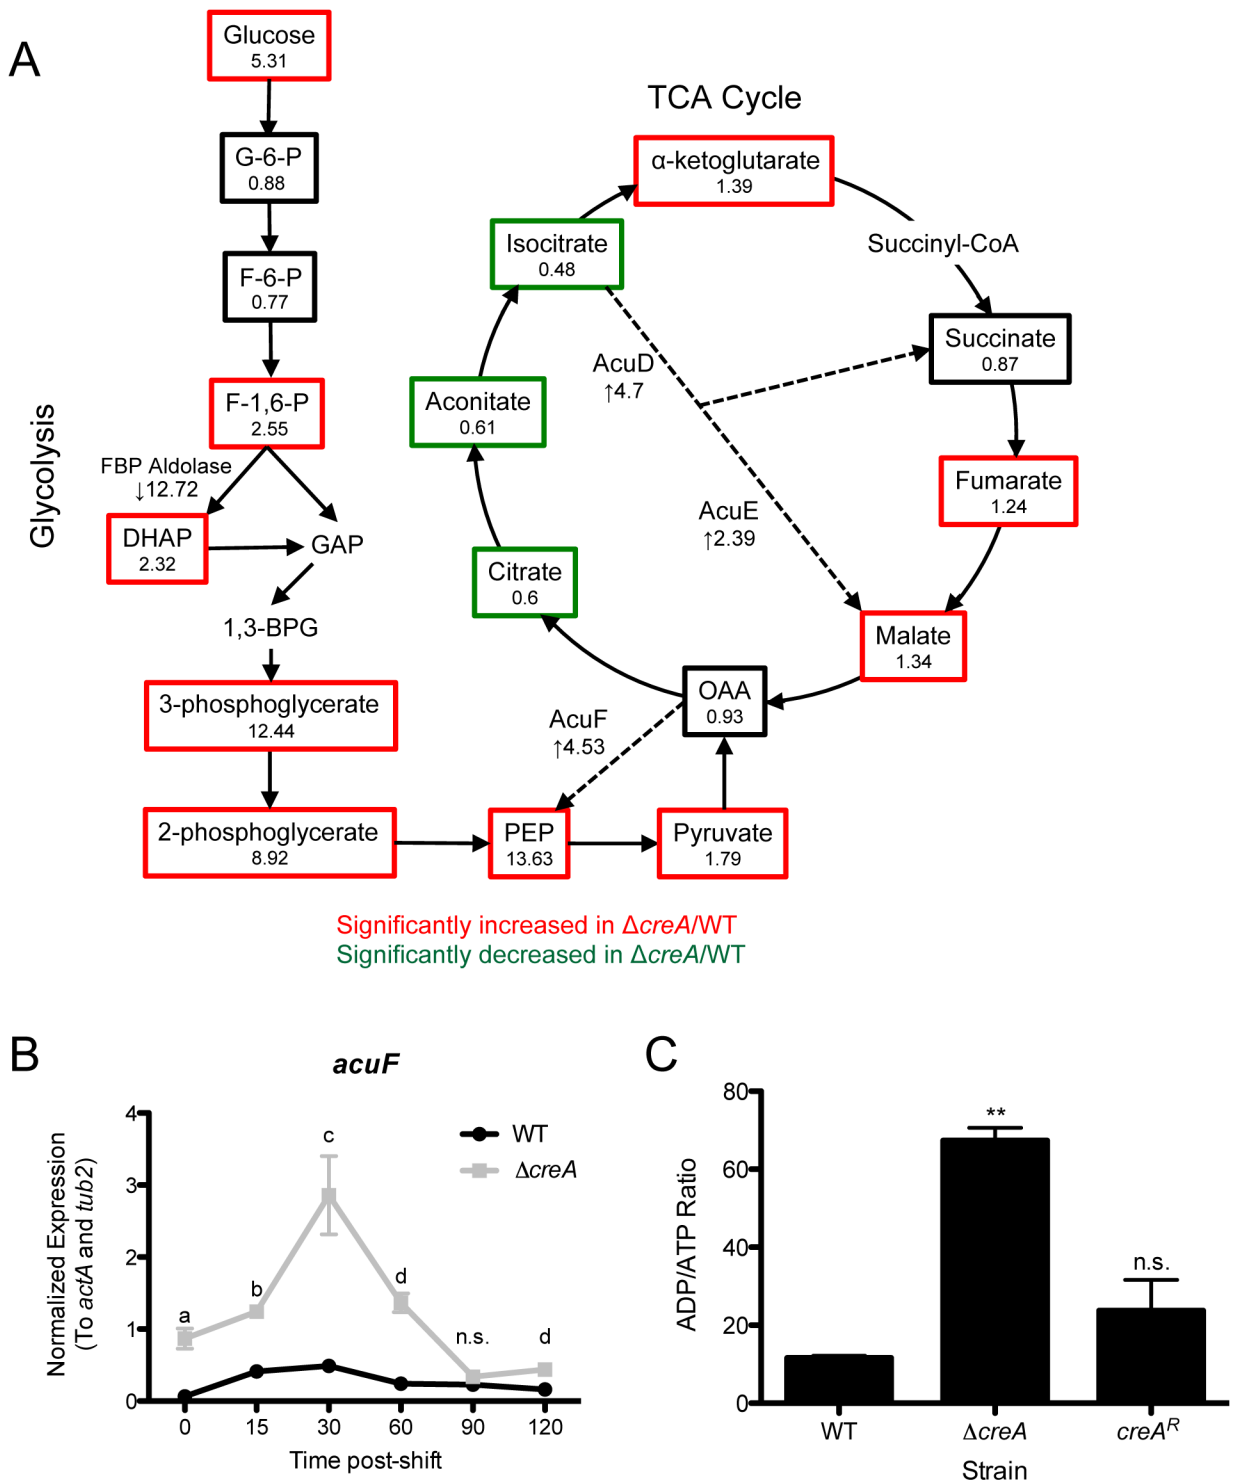 A
Glucose
5.31
G-6-P
0.88
F-6-P
0.77
F-1,6-P
2.55
FBP Aldolase
↓12.72
DHAP
2.32
GAP
1,3-BPG
3-phosphoglycerate
12.44
2-phosphoglycerate
8.92
Glycolysis
TCA Cycle
α-ketoglutarate
1.39
Isocitrate
0.48
Succinyl-CoA
Succinate
0.87
AcuD
↑4.7
Aconitate
0.61
Fumarate
1.24
AcuE
↑2.39
Citrate
0.6
Malate
1.34
OAA
0.93
AcuF
↑4.53
PEP
13.63
Pyruvate
1.79
Significantly increased in ΔcreA/WT
Significantly decreased in ΔcreA/WT
B
acuF
Normalized Expression
(To actA and tub2)
4
3
2
1
0
WT
ΔcreA
a
b
c
d
n.s.
d
0 15 30 60 90 120
Time post-shift
C
ADP/ATP Ratio
80
60
40
20
0
**
n.s.
WT ΔcreA creAᴿ
Strain